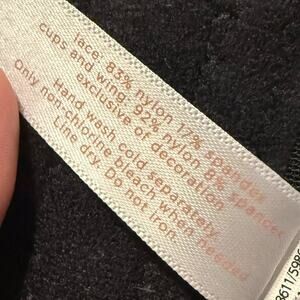 lace: 83% nylon 17% spandex
cups and wing: 92% nylon 8% spandex
exclusive of decoration
Hand wash cold separately
Only non-chlorine bleach when needed
Line dry. Do not iron.